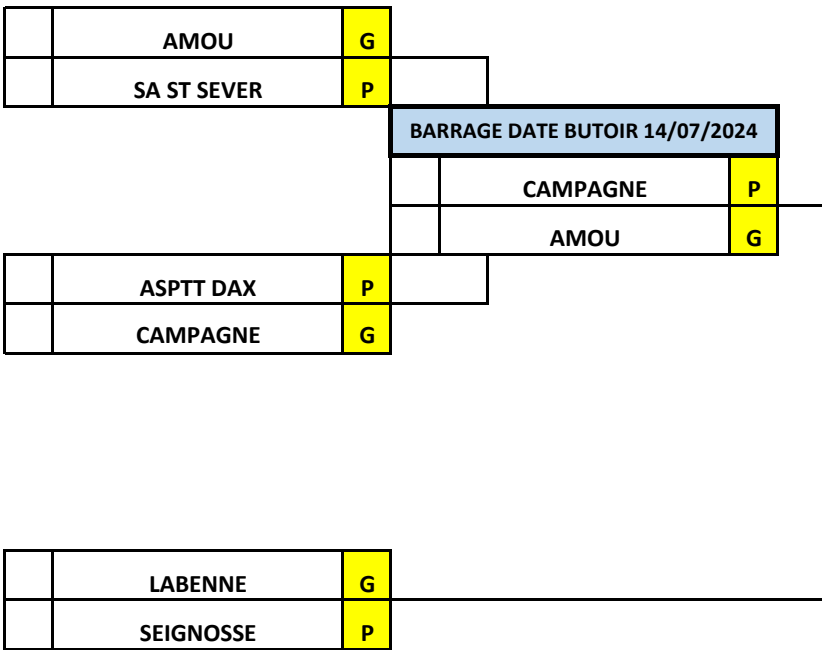 AMOU G
SA ST SEVER P
BARRAGE DATE BUTOIR 14/07/2024
CAMPAGNE P
AMOU G
ASPTT DAX P
CAMPAGNE G
LABENNE G
SEIGNOSSE P